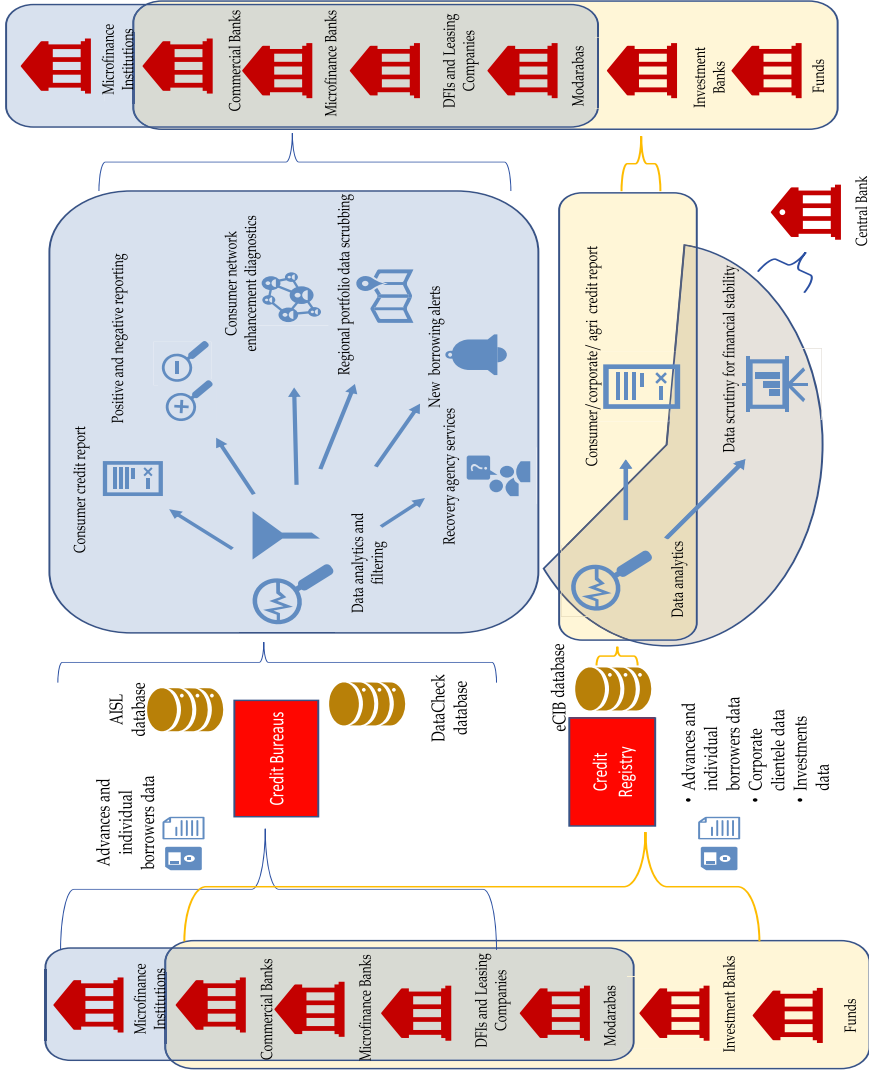 Microfinance
Institutions
Commercial Banks
Microfinance Banks
DFIs and Leasing
Companies
Modarabas
Investment Banks
Funds
Advances and
individual
borrowers data
AISL
database
Credit Bureaus
DataCheck
database
eCIB database
Credit
Registry
• Advances and
individual
borrowers data
• Corporate
clientele data
• Investments
data
Consumer credit report
Positive and negative reporting
Consumer network
enhancement diagnostics
Regional portfolio data scrubbing
New borrowing alerts
Recovery agency services
Data analytics and
filtering
?
Consumer/corporate/ agri credit report
Data analytics
Data scrutiny for financial stability
Central Bank
Microfinance
Institutions
Commercial Banks
Microfinance Banks
DFIs and Leasing
Companies
Modarabas
Investment
Banks
Funds